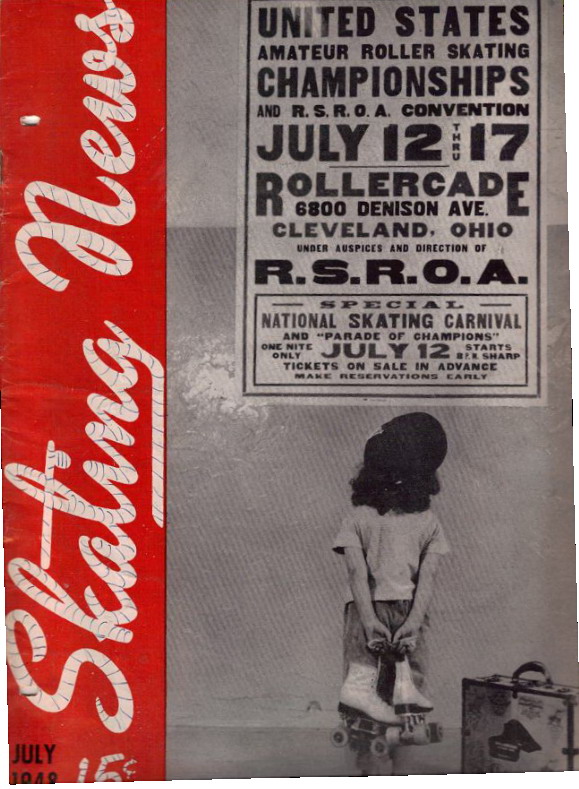 Skating News
UNITED STATES
AMATEUR ROLLER SKATING
CHAMPIONSHIPS
AND R.S.R.O.A. CONVENTION
JULY 12 THRU 17
ROLLERCADE
6800 DENISON AVE.
CLEVELAND, OHIO
UNDER AUSPICES AND DIRECTION OF
R.S.R.O.A.
SPECIAL
NATIONAL SKATING CARNIVAL
AND "PARADE OF CHAMPIONS"
ONE NITE ONLY JULY 12 STARTS 8 P.M. SHARP
TICKETS ON SALE IN ADVANCE
MAKE RESERVATIONS EARLY
JULY
1948
15¢